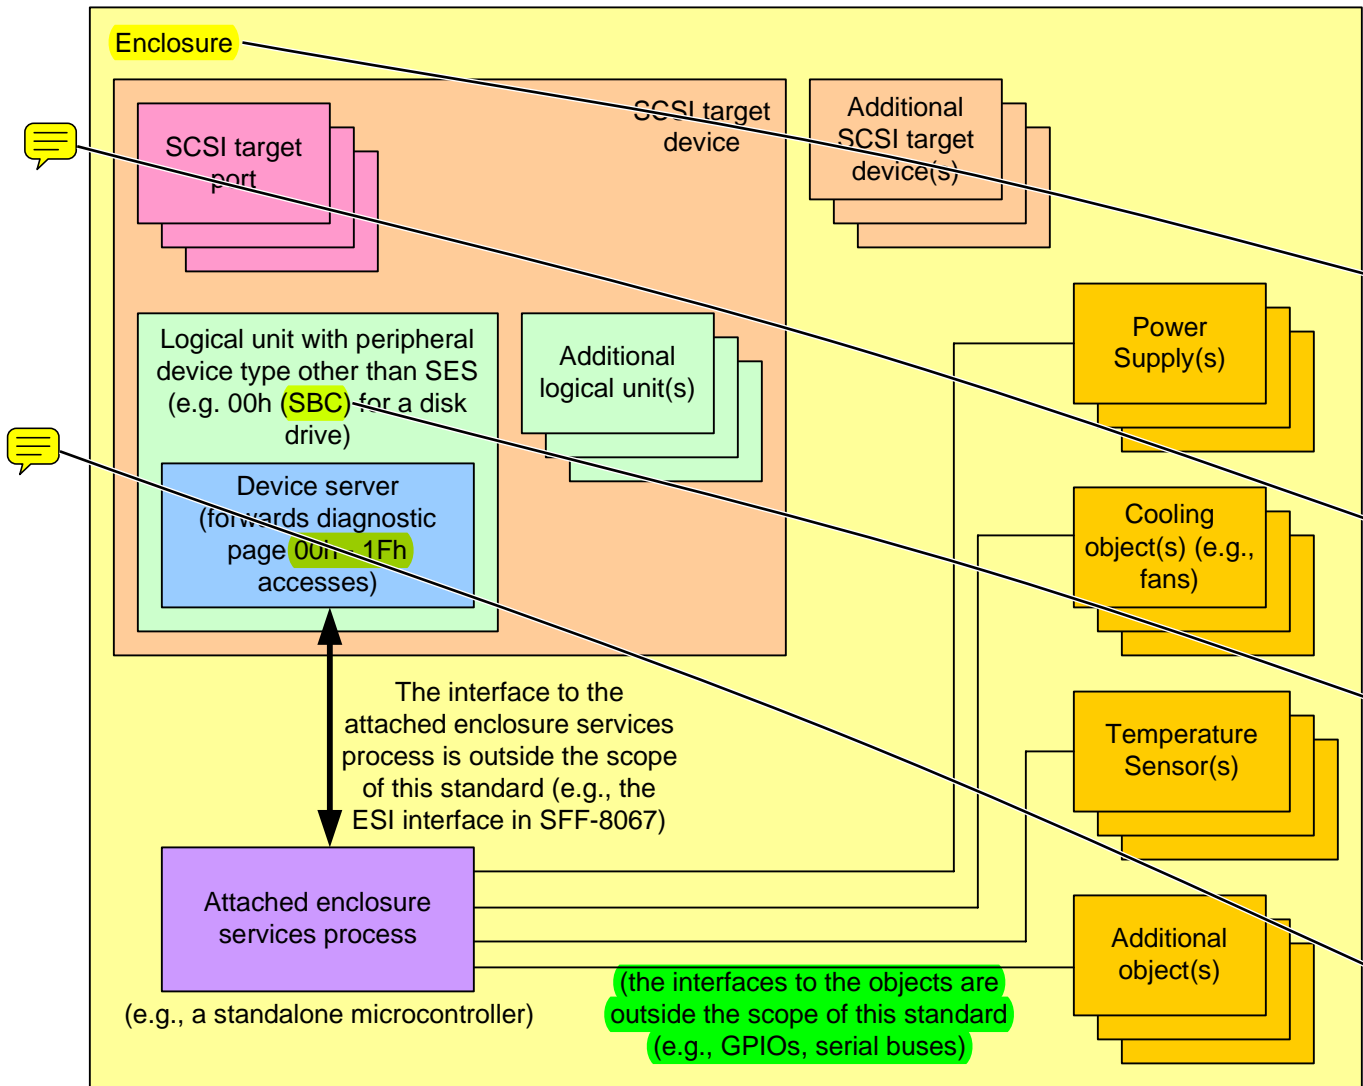 Enclosure
SCSI target
device
SCSI target
port
Additional
SCSI target
device(s)
Logical unit with peripheral
device type other than SES
(e.g. 00h (SBC) for a disk
drive)
Additional
logical unit(s)
Device server
(forwards diagnostic
page 00h - 1Fh
accesses)
Power
Supply(s)
Cooling
object(s) (e.g.,
fans)
The interface to the
attached enclosure services
process is outside the scope
of this standard (e.g., the
ESI interface in SFF-8067)
Temperature
Sensor(s)
Attached enclosure
services process
Additional
object(s)
(e.g., a standalone microcontroller)
(the interfaces to the objects are
outside the scope of this standard
(e.g., GPIOs, serial buses)